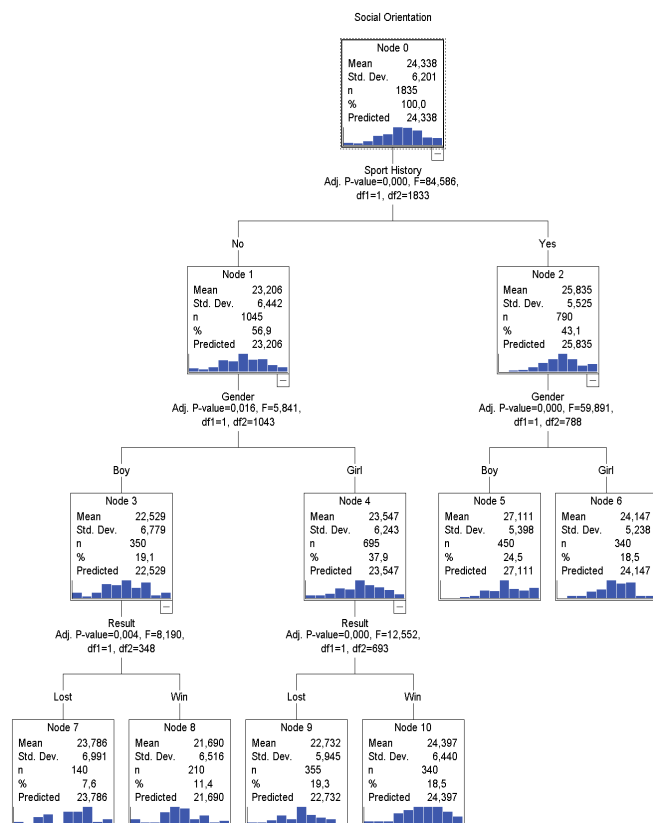 Social Orientation
Node 0
Mean 24,338
Std. Dev. 6,201
n 1835
% 100,0
Predicted 24,338
Sport History
Adj. P-value=0,000, F=84,586,
df1=1, df2=1833
No
Yes
Node 1
Mean 23,206
Std. Dev. 6,442
n 1045
% 56,9
Predicted 23,206
Node 2
Mean 25,835
Std. Dev. 5,525
n 790
% 43,1
Predicted 25,835
Gender
Adj. P-value=0,016, F=5,841,
df1=1, df2=1043
Gender
Adj. P-value=0,000, F=59,891,
df1=1, df2=788
Boy
Girl
Boy
Girl
Node 3
Mean 22,529
Std. Dev. 6,779
n 350
% 19,1
Predicted 22,529
Node 4
Mean 23,547
Std. Dev. 6,243
n 695
% 37,9
Predicted 23,547
Node 5
Mean 27,111
Std. Dev. 5,398
n 450
% 24,5
Predicted 27,111
Node 6
Mean 24,147
Std. Dev. 5,238
n 340
% 18,5
Predicted 24,147
Result
Adj. P-value=0,004, F=8,190,
df1=1, df2=348
Result
Adj. P-value=0,000, F=12,552,
df1=1, df2=693
Lost
Win
Lost
Win
Node 7
Mean 23,786
Std. Dev. 6,991
n 140
% 7,6
Predicted 23,786
Node 8
Mean 21,690
Std. Dev. 6,516
n 210
% 11,4
Predicted 21,690
Node 9
Mean 22,732
Std. Dev. 5,945
n 355
% 19,3
Predicted 22,732
Node 10
Mean 24,397
Std. Dev. 6,440
n 340
% 18,5
Predicted 24,397